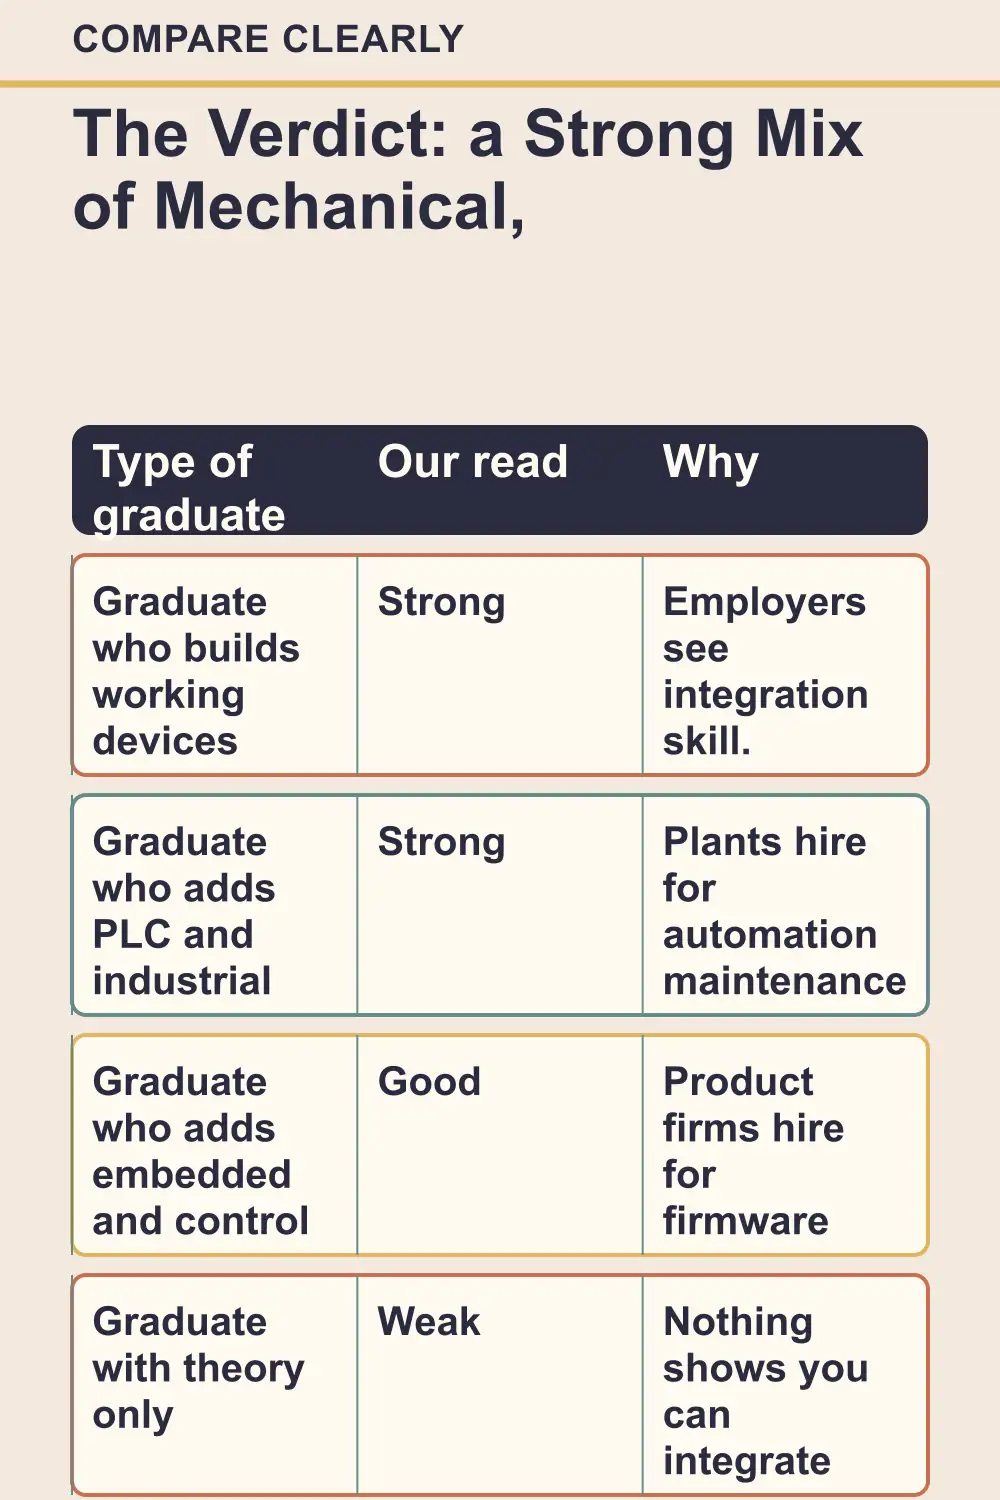 COMPARE CLEARLY
The Verdict: a Strong Mix
of Mechanical,
Type of
graduate
Our read
Why
Graduate
who builds
working
devices
Strong
Employers
see
integration
skill.
Graduate
who adds
PLC and
industrial
Strong
Plants hire
for
automation
maintenance
Graduate
who adds
embedded
and control
Good
Product
firms hire
for
firmware
Graduate
with theory
only
Weak
Nothing
shows you
can
integrate